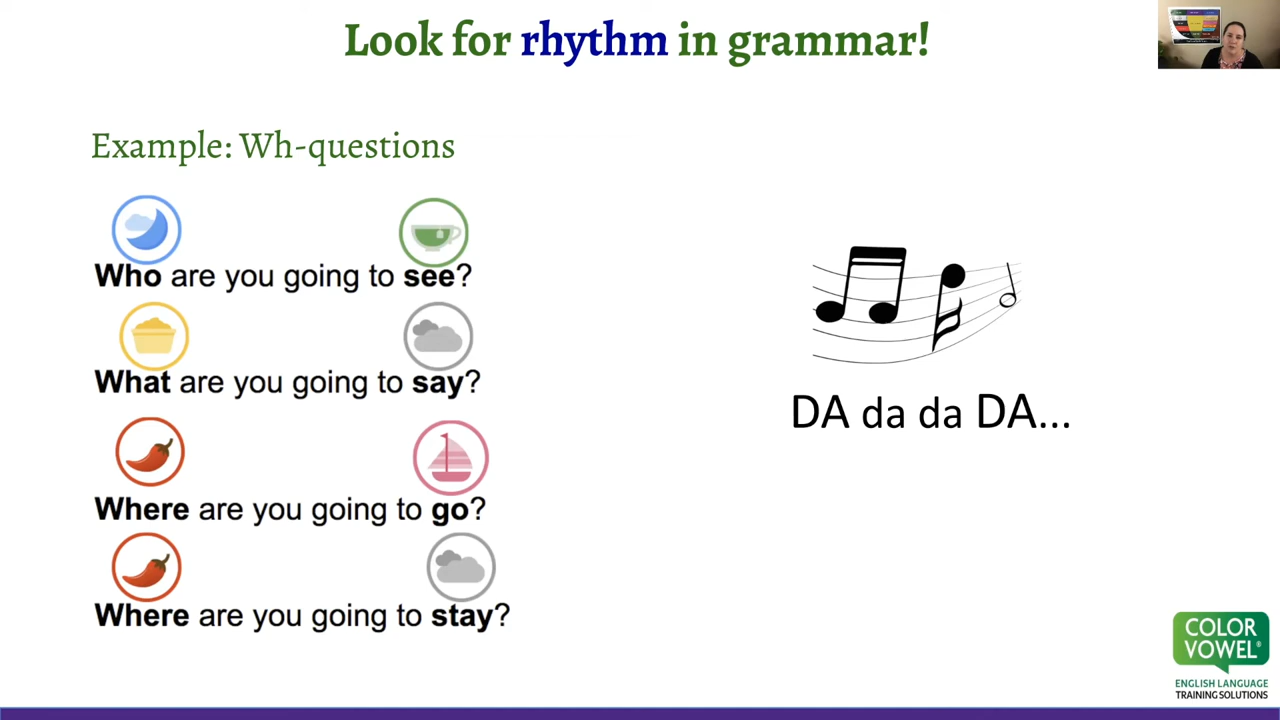 Look for rhythm in grammar!
Example: Wh-questions
Who are you going to see?
What are you going to say?
Where are you going to go?
Where are you going to stay?
DA da da DA...
COLOR
VOWEL®
ENGLISH LANGUAGE
TRAINING SOLUTIONS